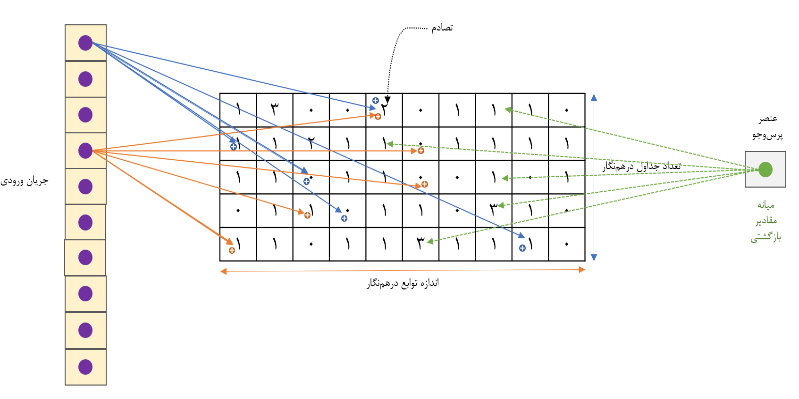 تصادم
۱ ۳ ۰ ۰ ۲ ۰ ۱ ۱ ۱ ۰
۱ ۱ ۲ ۱ ۱ ۰ ۱ ۱ ۱ ۱
۱ ۱ ۰ ۱ ۱ ۰ ۰ ۱ ۰ ۱
۰ ۱ ۱ ۰ ۱ ۱ ۰ ۳ ۱ ۰
۱ ۱ ۰ ۱ ۱ ۳ ۱ ۱ ۱ ۰
عنصر
پرس‌وجو
تعداد جداول درهم‌نگار
میانه
مقادیر
بازگشتی
جریان ورودی
اندازه توابع درهم‌نگار